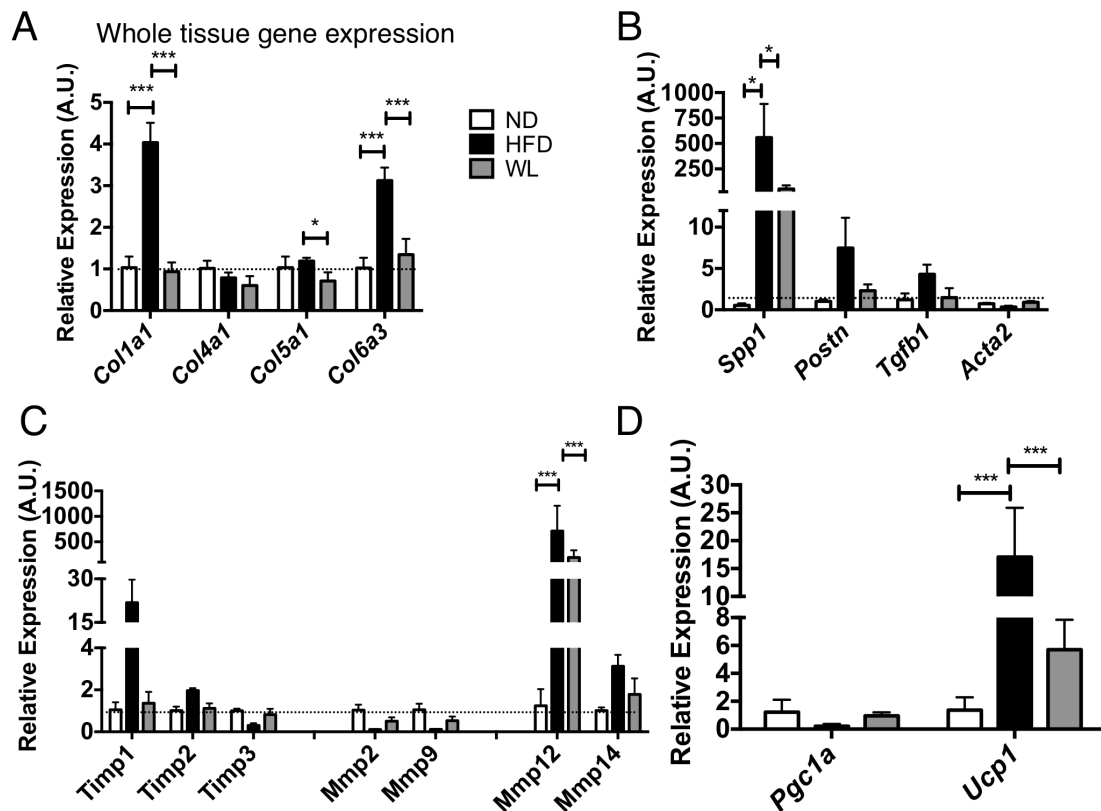 A
Whole tissue gene expression
Relative Expression (A.U.)
5
4
3
2
1
0
***
***
*
***
***
Col1a1
Col4a1
Col5a1
Col6a3
ND
HFD
WL
B
Relative Expression (A.U.)
1000
750
500
250
10
5
0
*
*
Spp1
Postn
Tgfb1
Acta2
C
Relative Expression (A.U.)
1500
1000
500
30
15
4
2
0
***
***
Timp1
Timp2
Timp3
Mmp2
Mmp9
Mmp12
Mmp14
D
Relative Expression (A.U.)
30
25
20
15
10
8
6
4
2
0
***
***
Pgc1a
Ucp1